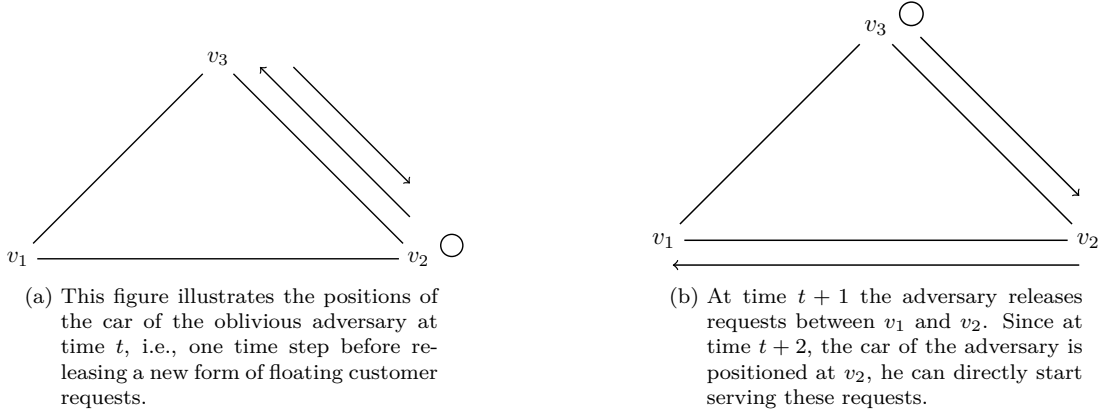 v3
v1
v2
(a) This figure illustrates the positions of
the car of the oblivious adversary at
time t, i.e., one time step before re-
leasing a new form of floating customer
requests.
v3
v1
v2
(b) At time t + 1 the adversary releases
requests between v1 and v2. Since at
time t + 2, the car of the adversary is
positioned at v2, he can directly start
serving these requests.